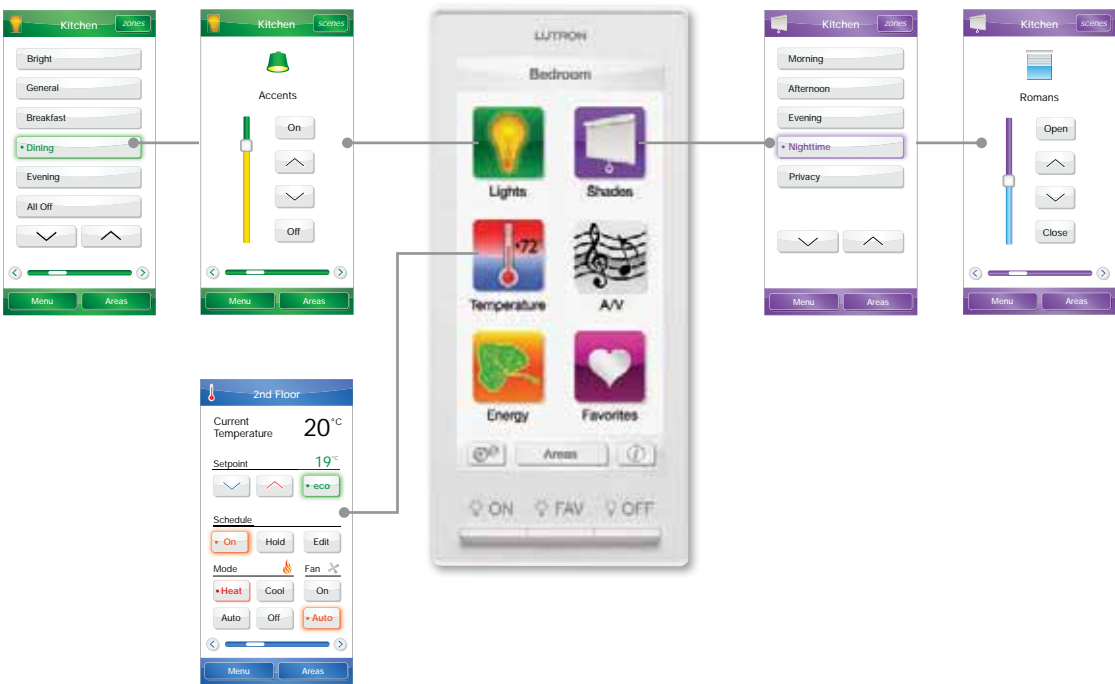 Kitchen zones
Bright
General
Breakfast
• Dining
Evening
All Off
Menu Areas
Kitchen scenes
Accents
On
Off
Menu Areas
LUTRON
Bedroom
Lights Shades
72°
Temperature A/V
Energy Favorites
Areas i
ON FAV OFF
Kitchen zones
Morning
Afternoon
Evening
• Nighttime
Privacy
Menu Areas
Kitchen scenes
Romans
Open
Close
Menu Areas
2nd Floor
Current
Temperature 20°C
Setpoint 19°C
• eco
Schedule
• On Hold Edit
Mode Fan
• Heat Cool On
Auto Off • Auto
Menu Areas